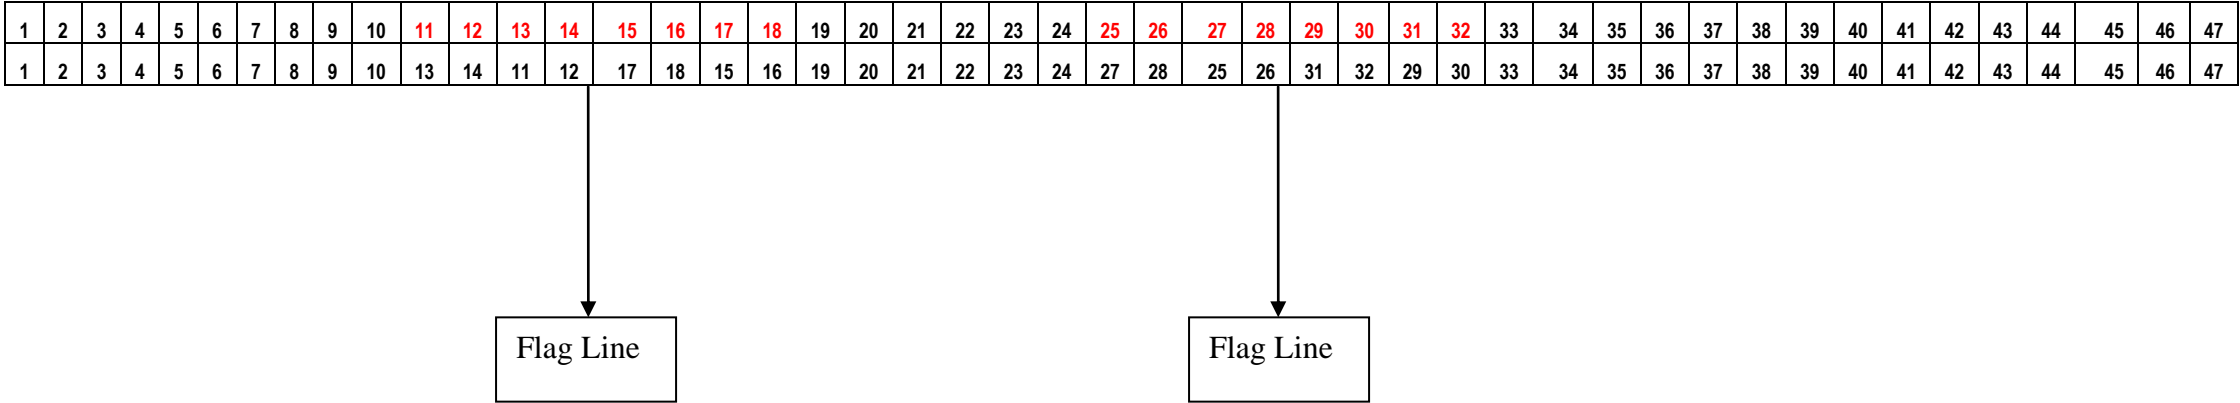 1 2 3 4 5 6 7 8 9 10 11 12 13 14 15 16 17 18 19 20 21 22 23 24 25 26 27 28 29 30 31 32 33 34 35 36 37 38 39 40 41 42 43 44 45 46 47
1 2 3 4 5 6 7 8 9 10 13 14 11 12 17 18 15 16 19 20 21 22 23 24 27 28 25 26 31 32 29 30 33 34 35 36 37 38 39 40 41 42 43 44 45 46 47
Flag Line
Flag Line